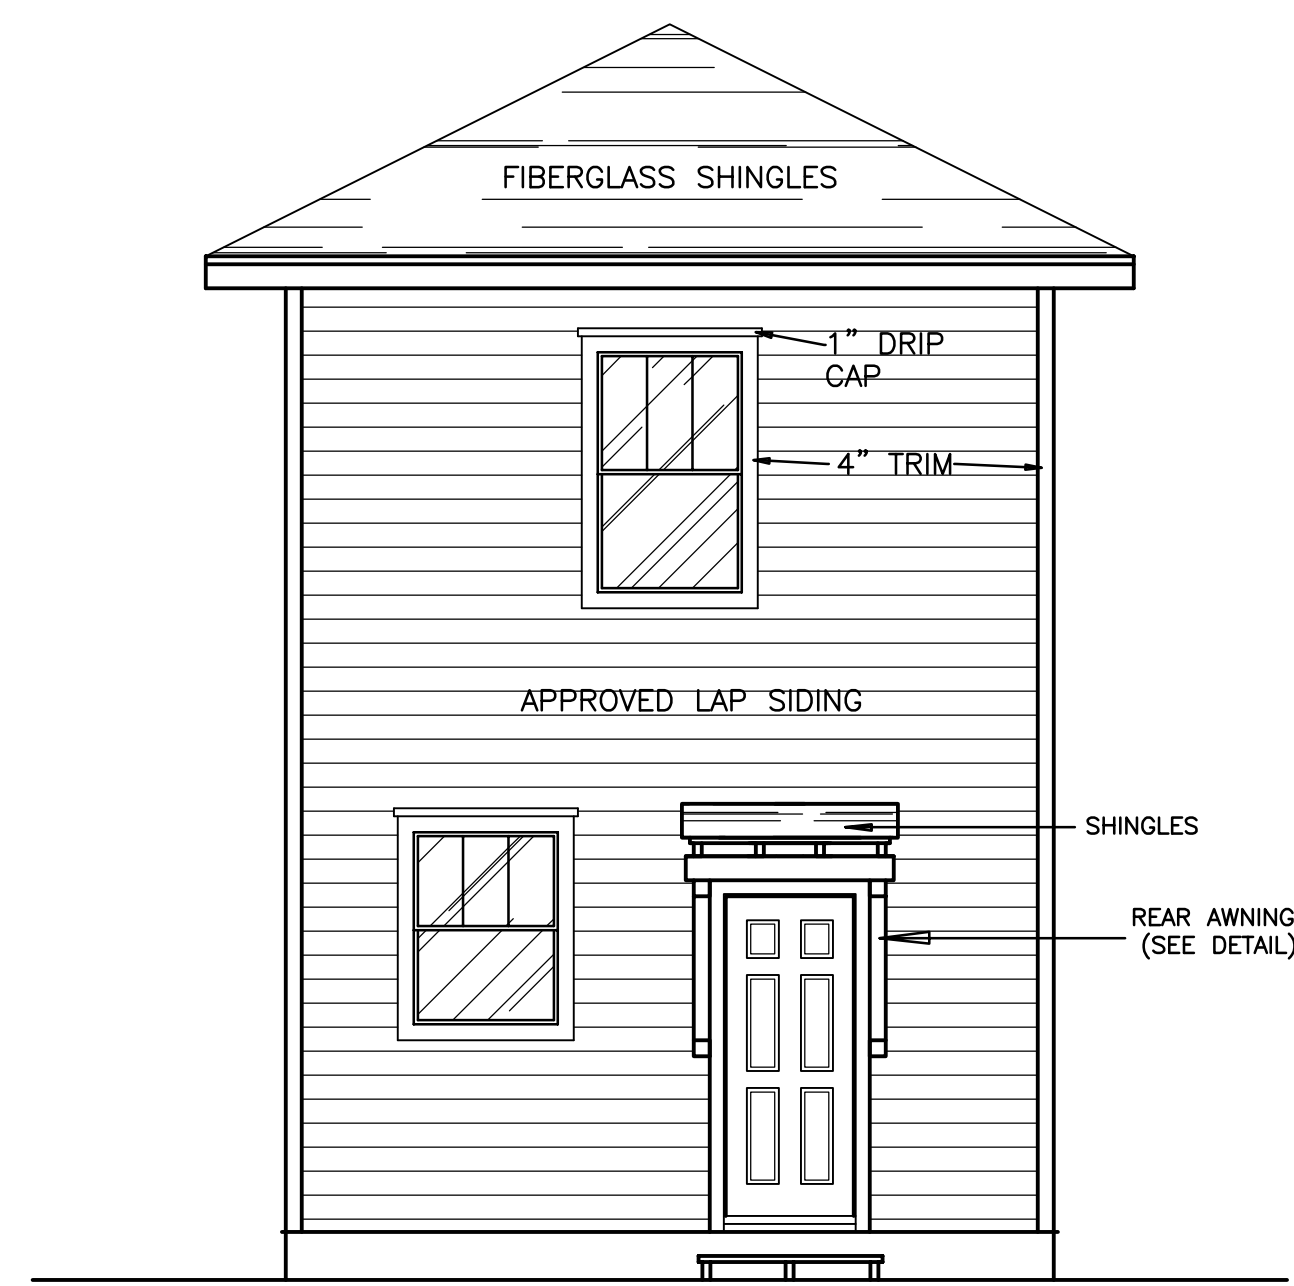 FIBERGLASS SHINGLES
1" DRIP
CAP
4" TRIM
APPROVED LAP SIDING
SHINGLES
REAR AWNING
(SEE DETAIL)